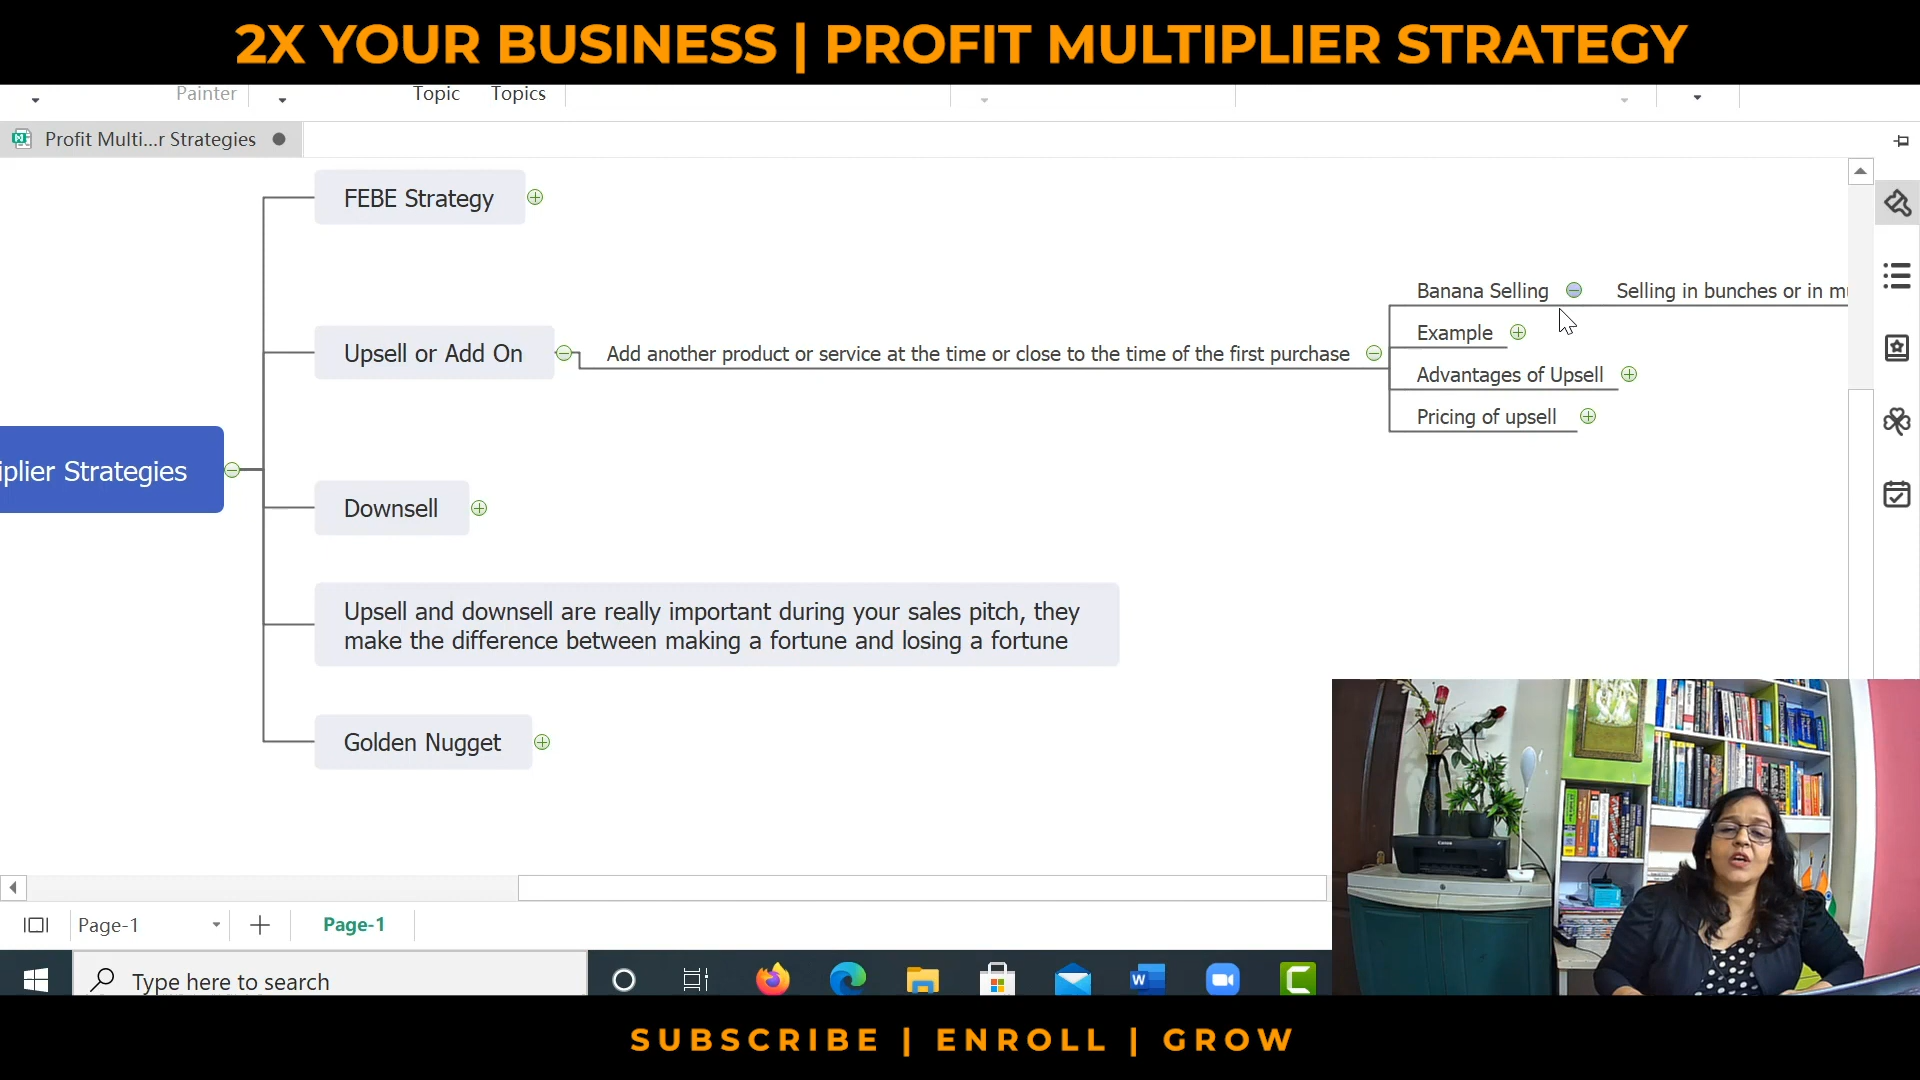 2X YOUR BUSINESS | PROFIT MULTIPLIER STRATEGY
Painter
Topic
Topics
Profit Multi...r Strategies
FEBE Strategy
Banana Selling
Selling in bunches or in
Example
Upsell or Add On
Add another product or service at the time or close to the time of the first purchase
Advantages of Upsell
Pricing of upsell
iplier Strategies
Downsell
Upsell and downsell are really important during your sales pitch, they
make the difference between making a fortune and losing a fortune
Golden Nugget
Canon
Page-1
Page-1
Type here to search
SUBSCRIBE | ENROLL | GROW